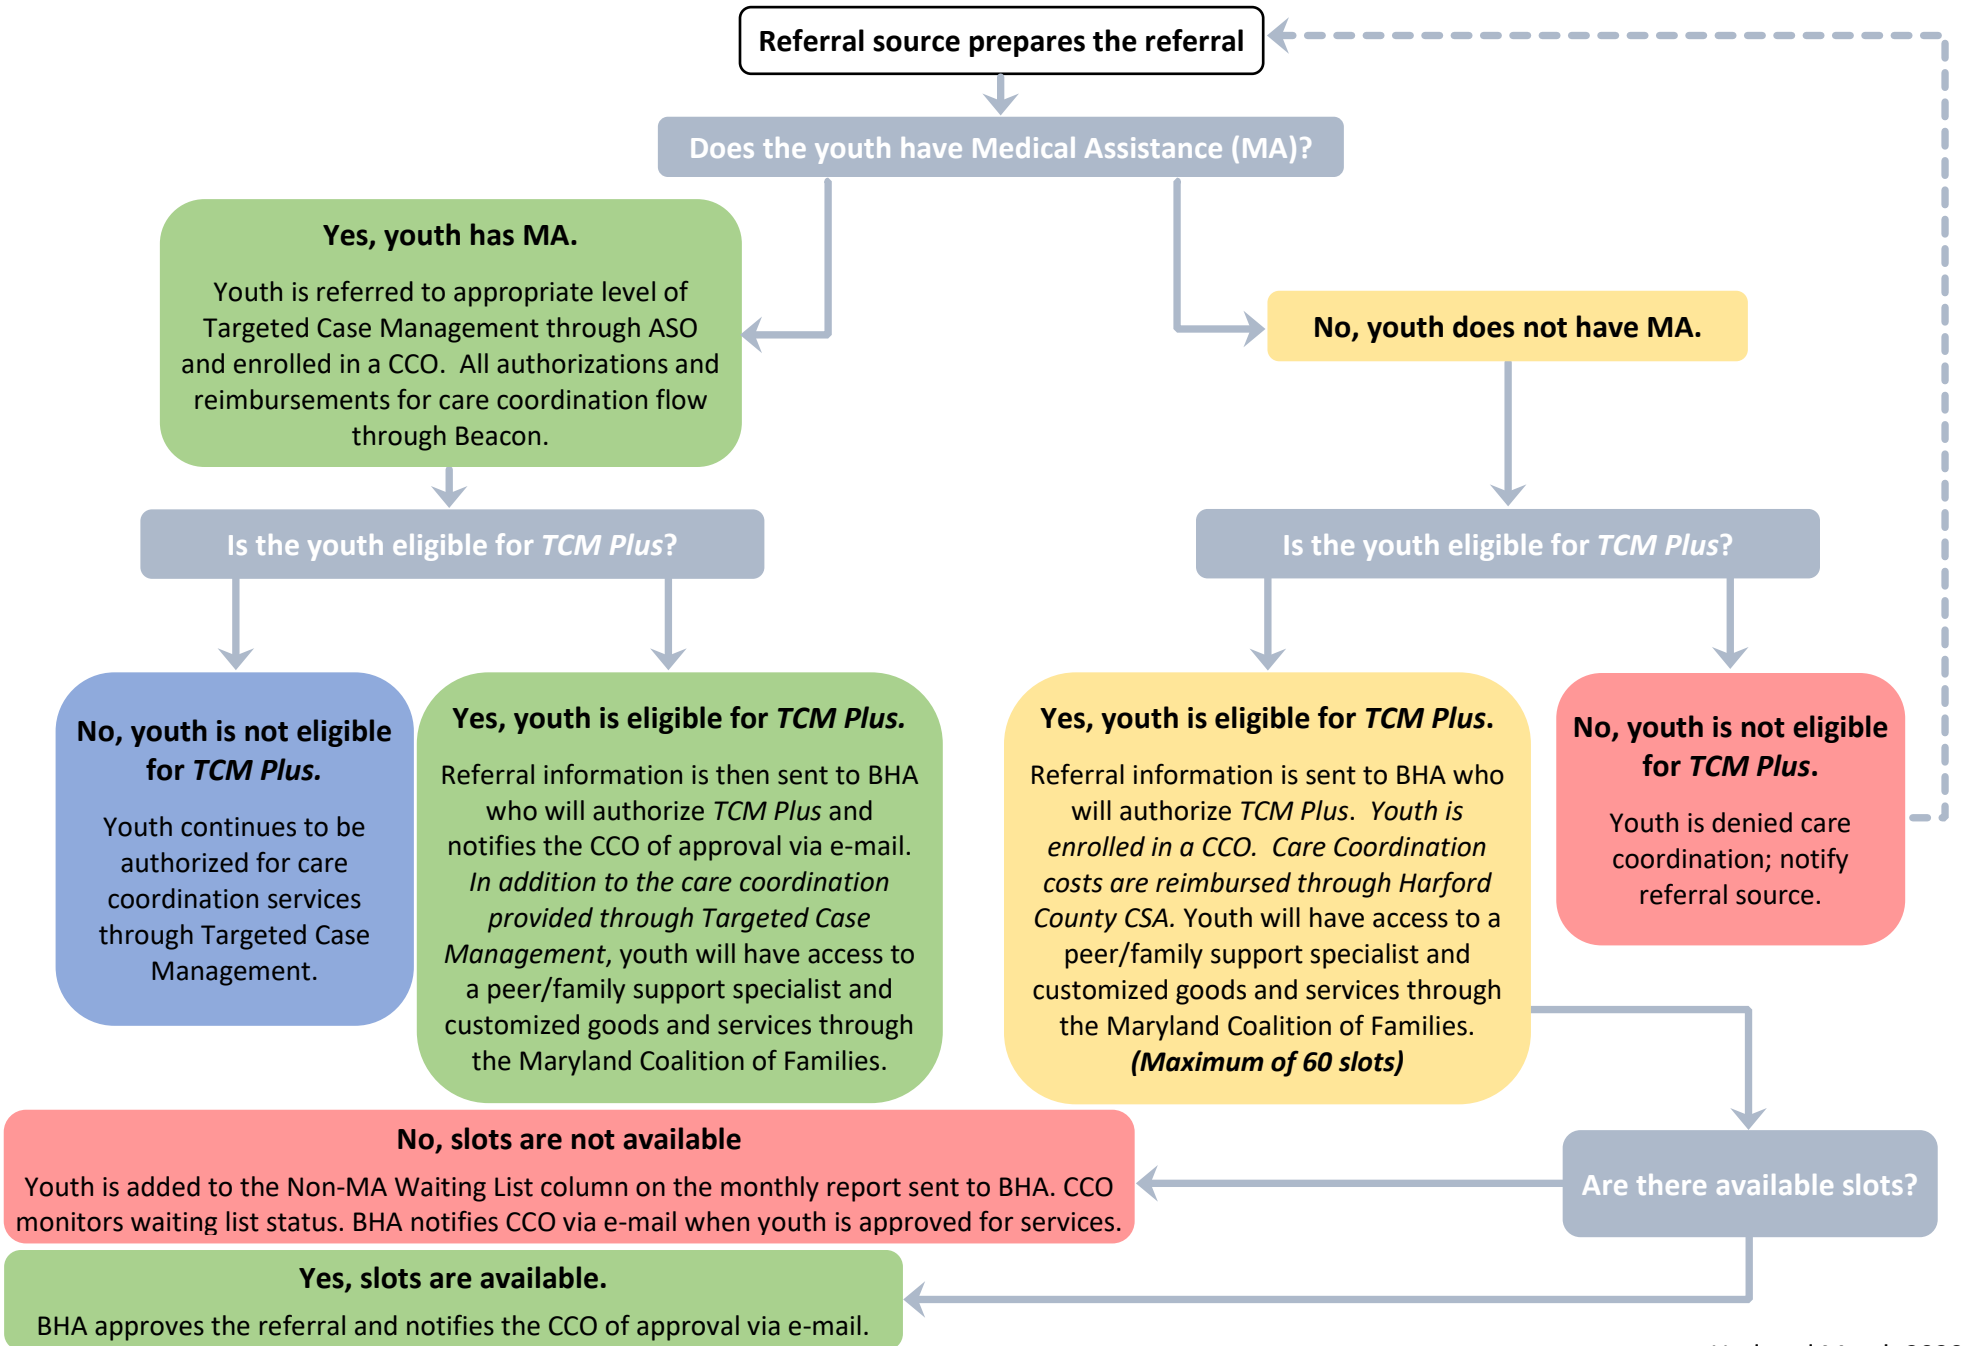 Referral source prepares the referral
Does the youth have Medical Assistance (MA)?
Yes, youth has MA.
Youth is referred to appropriate level of
Targeted Case Management through ASO
and enrolled in a CCO.  All authorizations and
reimbursements for care coordination flow
through Beacon.
No, youth does not have MA.
Is the youth eligible for TCM Plus?
Is the youth eligible for TCM Plus?
No, youth is not eligible
for TCM Plus.
Youth continues to be
authorized for care
coordination services
through Targeted Case
Management.
Yes, youth is eligible for TCM Plus.
Referral information is then sent to BHA
who will authorize TCM Plus and
notifies the CCO of approval via e-mail.
In addition to the care coordination
provided through Targeted Case
Management, youth will have access to
a peer/family support specialist and
customized goods and services through
the Maryland Coalition of Families.
Yes, youth is eligible for TCM Plus.
Referral information is sent to BHA who
will authorize TCM Plus.  Youth is
enrolled in a CCO.  Care Coordination
costs are reimbursed through Harford
County CSA. Youth will have access to a
peer/family support specialist and
customized goods and services through
the Maryland Coalition of Families.
(Maximum of 60 slots)
No, youth is not eligible
for TCM Plus.
Youth is denied care
coordination; notify
referral source.
No, slots are not available
Youth is added to the Non-MA Waiting List column on the monthly report sent to BHA. CCO
monitors waiting list status. BHA notifies CCO via e-mail when youth is approved for services.
Are there available slots?
Yes, slots are available.
BHA approves the referral and notifies the CCO of approval via e-mail.